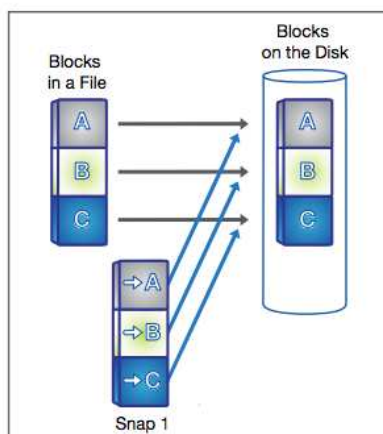 Blocks
in a File
Blocks
on the Disk
A
B
C
A
B
C
→A
→B
→C
Snap 1